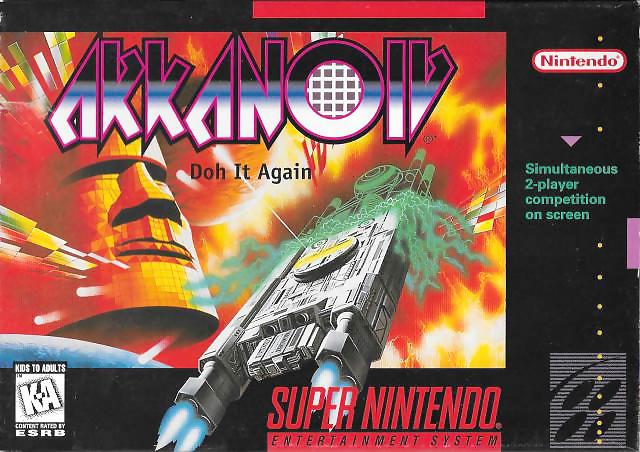 ARKANOID®
Doh It Again
Nintendo®
Simultaneous
2-player
competition
on screen
KIDS TO ADULTS
K-A
CONTENT RATED BY
ESRB
SUPER NINTENDO®
ENTERTAINMENT SYSTEM